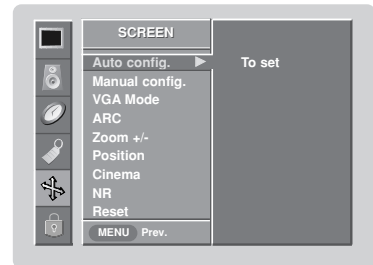 SCREEN
Auto config. ▶ To set
Manual config.
VGA Mode
ARC
Zoom +/-
Position
Cinema
NR
Reset
MENU Prev.